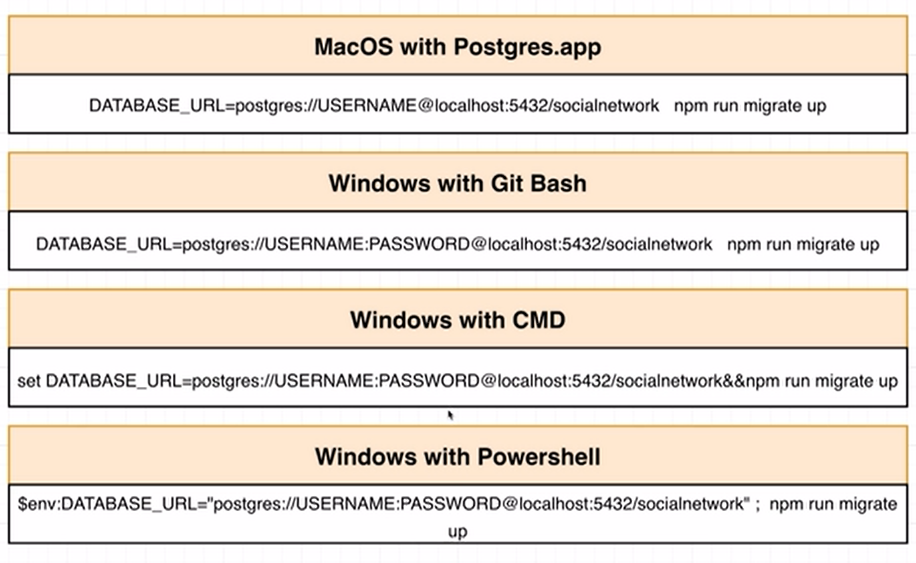 MacOS with Postgres.app
DATABASE_URL=postgres://USERNAME@localhost:5432/socialnetwork   npm run migrate up
Windows with Git Bash
DATABASE_URL=postgres://USERNAME:PASSWORD@localhost:5432/socialnetwork   npm run migrate up
Windows with CMD
set DATABASE_URL=postgres://USERNAME:PASSWORD@localhost:5432/socialnetwork&&npm run migrate up
Windows with Powershell
$env:DATABASE_URL="postgres://USERNAME:PASSWORD@localhost:5432/socialnetwork" ;  npm run migrate
up